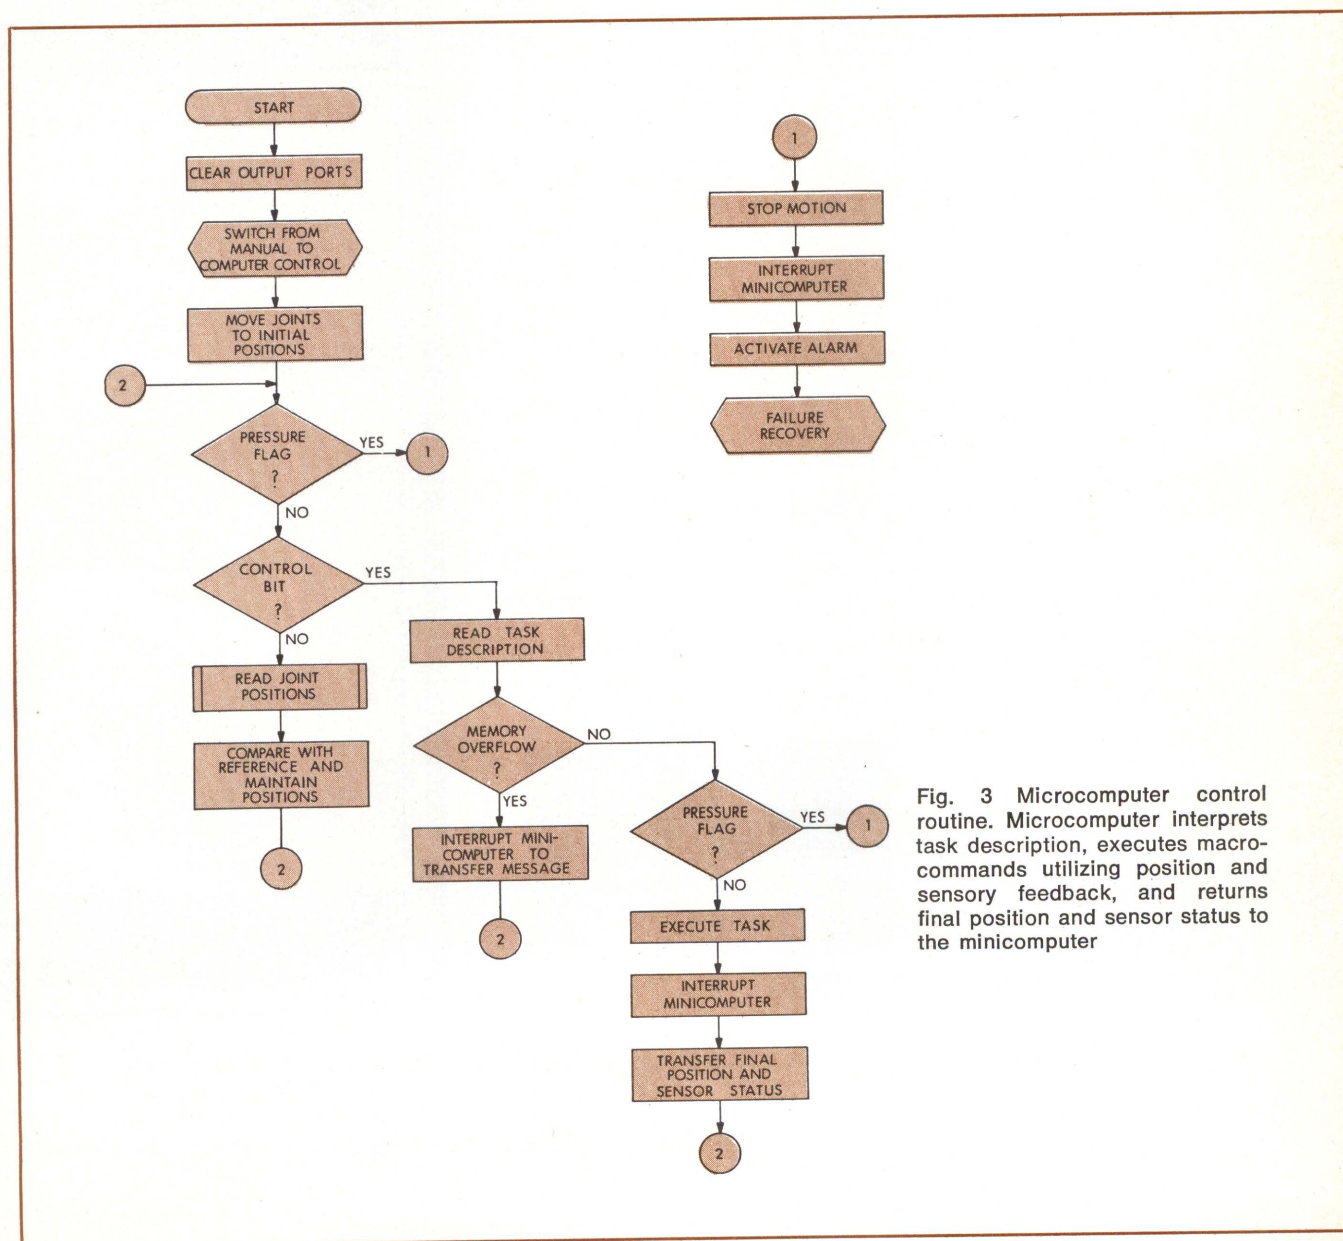 START
CLEAR OUTPUT PORTS
SWITCH FROM
MANUAL TO
COMPUTER CONTROL
MOVE JOINTS
TO INITIAL
POSITIONS
2
PRESSURE
FLAG
?
YES
1
NO
CONTROL
BIT
?
YES
NO
READ JOINT
POSITIONS
COMPARE WITH
REFERENCE AND
MAINTAIN
POSITIONS
2
READ TASK
DESCRIPTION
MEMORY
OVERFLOW
?
NO
YES
INTERRUPT MINI-
COMPUTER TO
TRANSFER MESSAGE
2
PRESSURE
FLAG
?
YES
1
NO
EXECUTE TASK
INTERRUPT
MINICOMPUTER
TRANSFER FINAL
POSITION AND
SENSOR STATUS
2
1
STOP MOTION
INTERRUPT
MINICOMPUTER
ACTIVATE ALARM
FAILURE
RECOVERY
Fig. 3 Microcomputer control
routine. Microcomputer interprets
task description, executes macro-
commands utilizing position and
sensory feedback, and returns
final position and sensor status to
the minicomputer